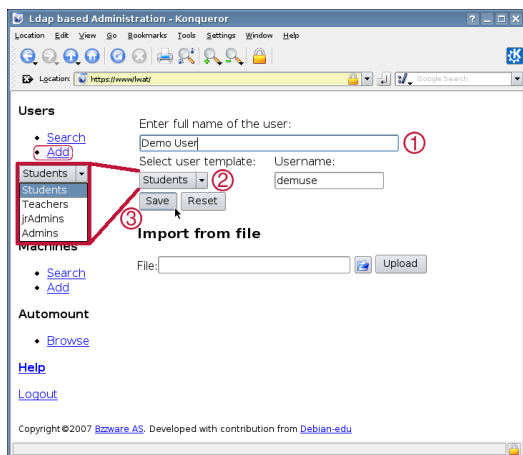 Ldap based Administration - Konqueror
Location Edit View Go Bookmarks Tools Settings Window Help
Location: https://www/lwat/ Google Search
Users
Enter full name of the user:
Search
Demo User
1
Add
Select user template: Username:
Students
Students
2
demuse
Students
Teachers
Save Reset
jrAdmins
3
Admins
Import from file
Machines
File: Upload
Search
Add
Automount
Browse
Help
Logout
Copyright ©2007 Bzzware AS. Developed with contribution from Debian-edu